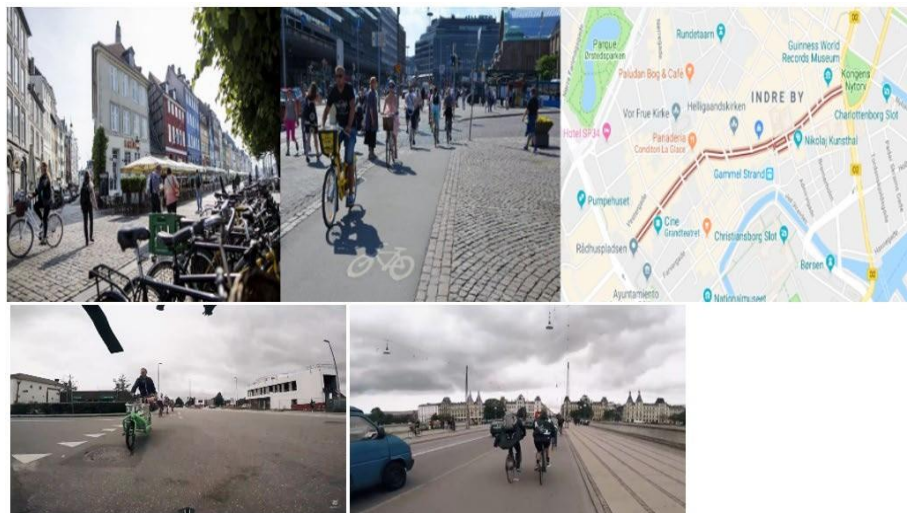 Parque
Ørstedsparken
Rundetaarn
Guinness World
Records Museum
Kongens
Nytorv
Paludan Bog & Café
INDRE BY
Charlottenborg Slot
Vor Frue Kirke
Helligaandskirken
Hotel SP34
Panadería
Conditori La Glace
Nikolaj Kunsthal
Gammel Strand
Pumpehuset
Cine
Grandteatret
Christiansborg Slot
Rådhuspladsen
Børsen
Ayuntamiento
Nationalmuseet